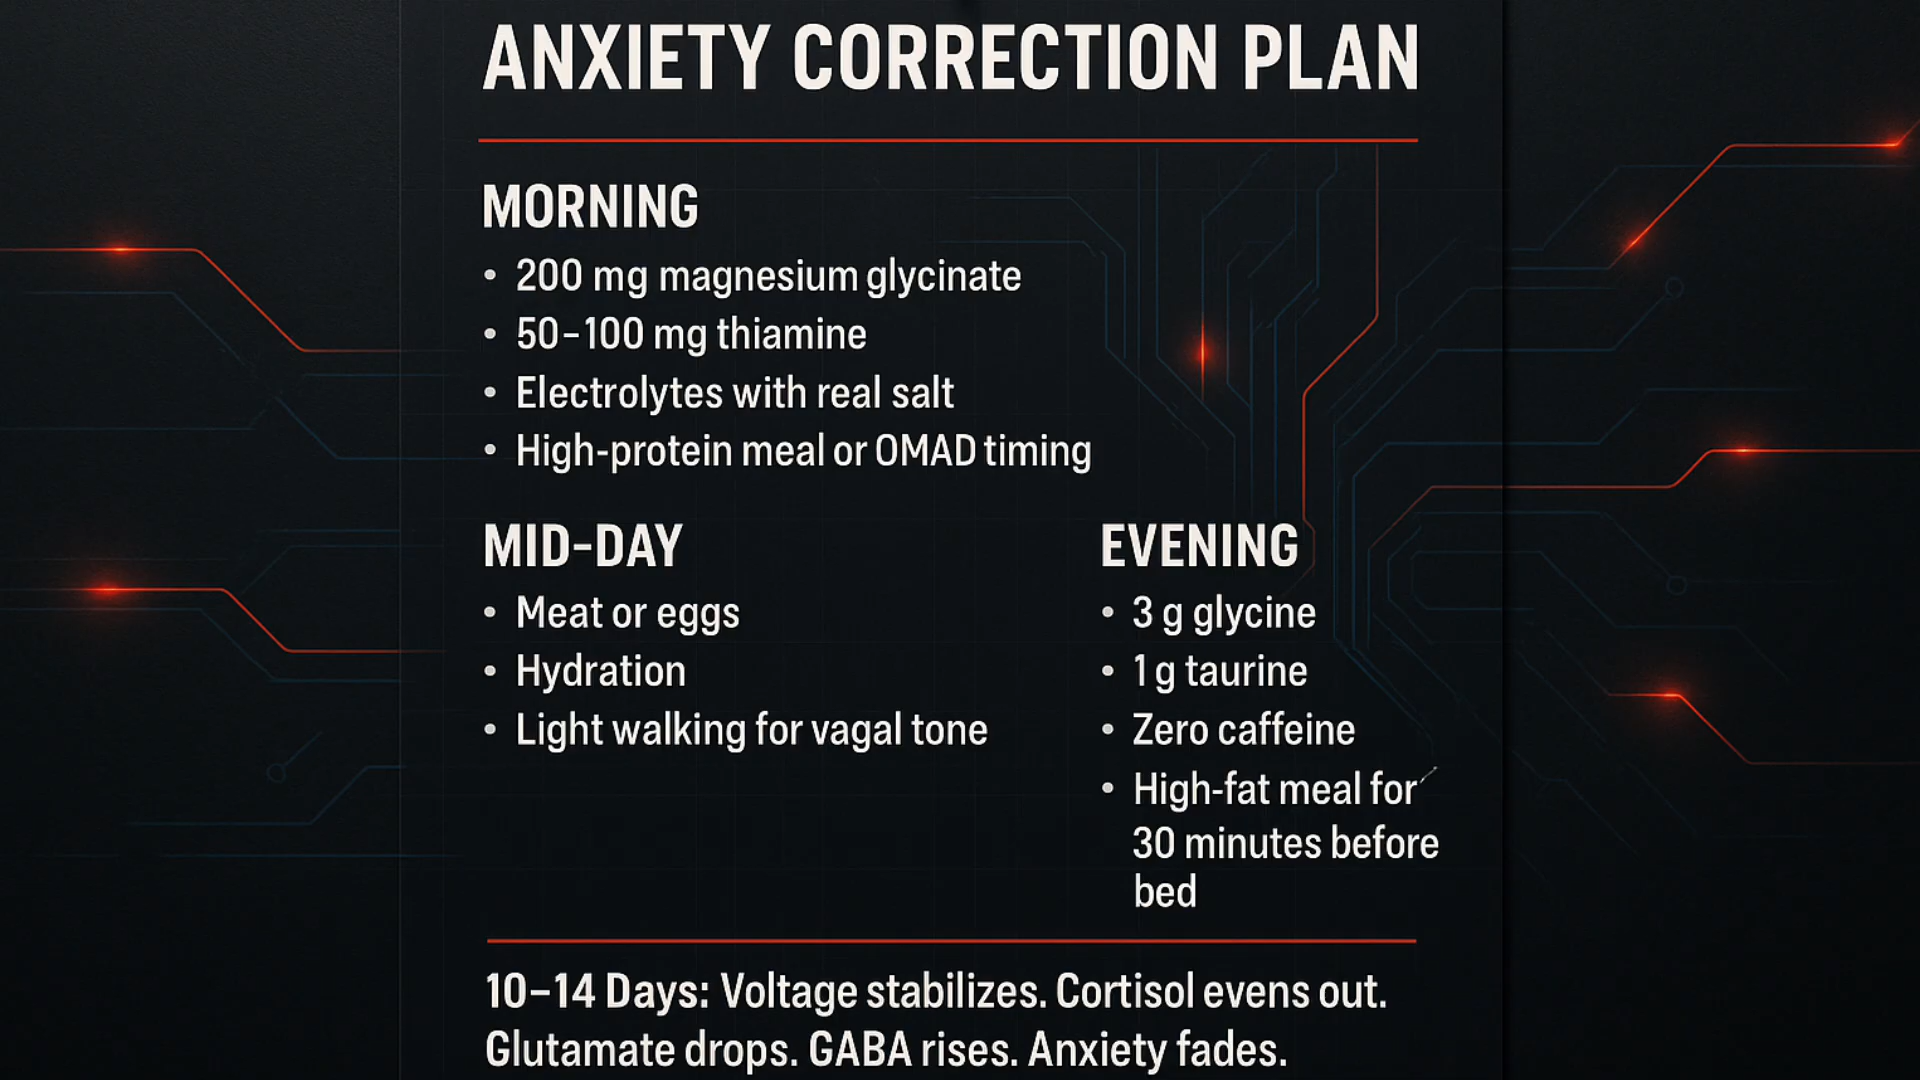 ANXIETY CORRECTION PLAN
MORNING
• 200 mg magnesium glycinate
• 50–100 mg thiamine
• Electrolytes with real salt
• High-protein meal or OMAD timing
MID-DAY
• Meat or eggs
• Hydration
• Light walking for vagal tone
EVENING
• 3 g glycine
• 1 g taurine
• Zero caffeine
• High-fat meal for
30 minutes before
bed
10–14 Days: Voltage stabilizes. Cortisol evens out.
Glutamate drops. GABA rises. Anxiety fades.